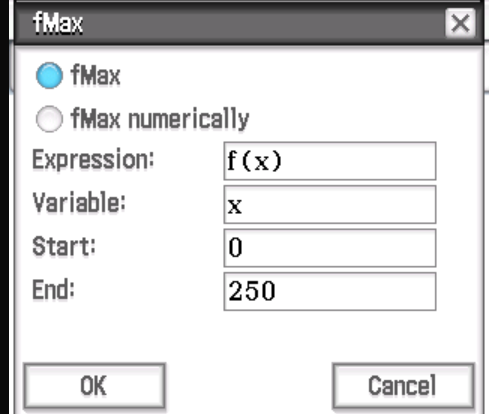 fMax
fMax
fMax numerically
Expression: f(x)
Variable: x
Start: 0
End: 250
OK Cancel